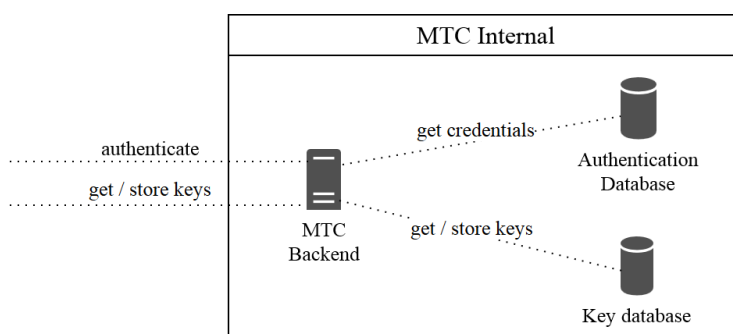 MTC Internal
authenticate
get credentials
Authentication
Database
get / store keys
MTC
Backend
get / store keys
Key database